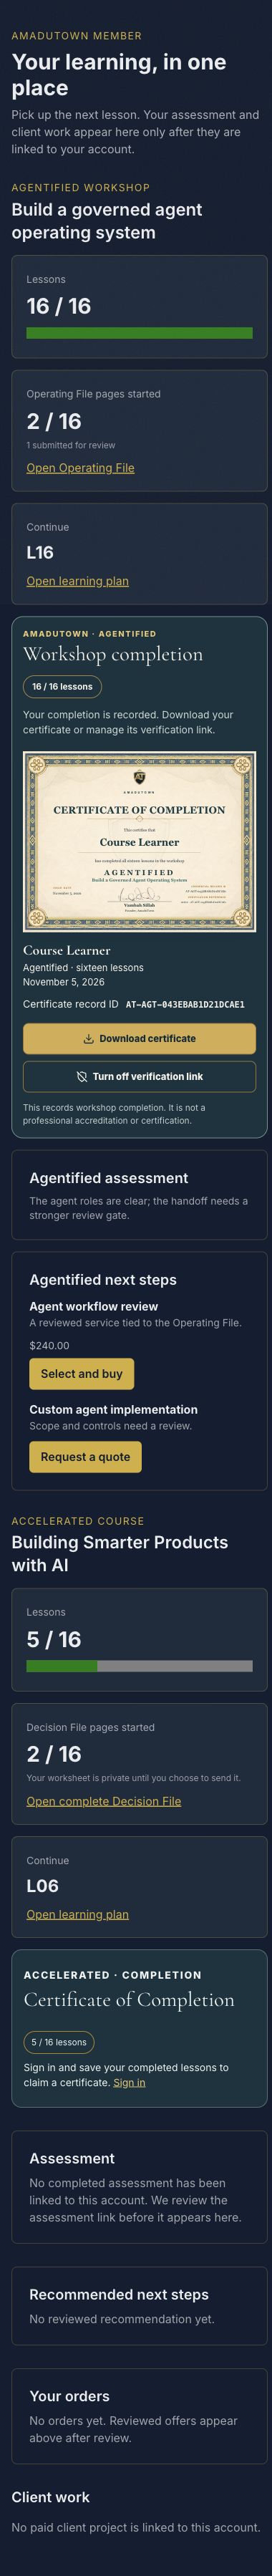 AMADUTOWN MEMBER
Your learning, in one
place
Pick up the next lesson. Your assessment and
client work appear here only after they are
linked to your account.
AGENTIFIED WORKSHOP
Build a governed agent
operating system
Lessons
16 / 16
Operating File pages started
2 / 16
1 submitted for review
Open Operating File
Continue
L16
Open learning plan
AMADUTOWN · AGENTIFIED
Workshop completion
16 / 16 lessons
Your completion is recorded. Download your
certificate or manage its verification link.
AMADUTOWN
CERTIFICATE OF COMPLETION
This certifies that
Course Learner
has completed all sixteen lessons in the workshop
AGENTIFIED
Build a Governed Agent Operating System
Course Learner
Agentified · sixteen lessons
November 5, 2026
Certificate record ID AT-AGT-043EBAB1D21DCAE1
Download certificate
Turn off verification link
This records workshop completion. It is not a
professional accreditation or certification.
Agentified assessment
The agent roles are clear; the handoff needs a
stronger review gate.
Agentified next steps
Agent workflow review
A reviewed service tied to the Operating File.
$240.00
Select and buy
Custom agent implementation
Scope and controls need a review.
Request a quote
ACCELERATED COURSE
Building Smarter Products
with AI
Lessons
5 / 16
Decision File pages started
2 / 16
Your worksheet is private until you choose to send it.
Open complete Decision File
Continue
L06
Open learning plan
ACCELERATED · COMPLETION
Certificate of Completion
5 / 16 lessons
Sign in and save your completed lessons to
claim a certificate. Sign in
Assessment
No completed assessment has been
linked to this account. We review the
assessment link before it appears here.
Recommended next steps
No reviewed recommendation yet.
Your orders
No orders yet. Reviewed offers appear
above after review.
Client work
No paid client project is linked to this account.